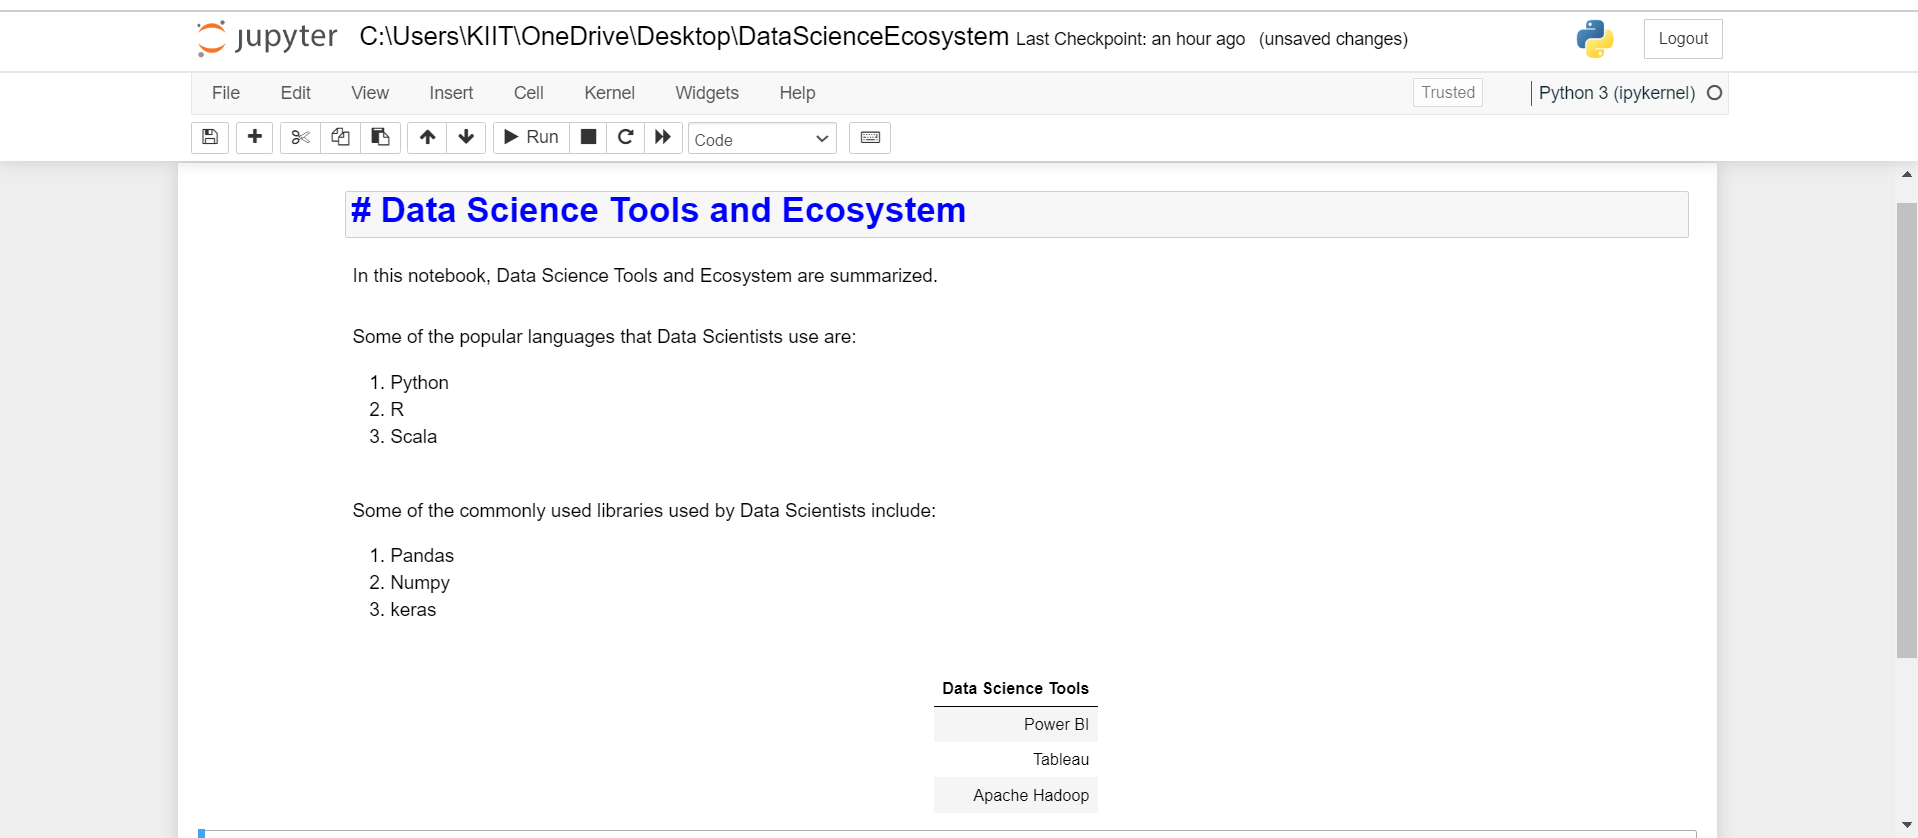 jupyter C:\Users\KIIT\OneDrive\Desktop\DataScienceEcosystem Last Checkpoint: an hour ago (unsaved changes) Logout
File Edit View Insert Cell Kernel Widgets Help Trusted Python 3 (ipykernel)
Run Code
# Data Science Tools and Ecosystem
In this notebook, Data Science Tools and Ecosystem are summarized.
Some of the popular languages that Data Scientists use are:
1. Python
2. R
3. Scala
Some of the commonly used libraries used by Data Scientists include:
1. Pandas
2. Numpy
3. keras
Data Science Tools
Power BI
Tableau
Apache Hadoop